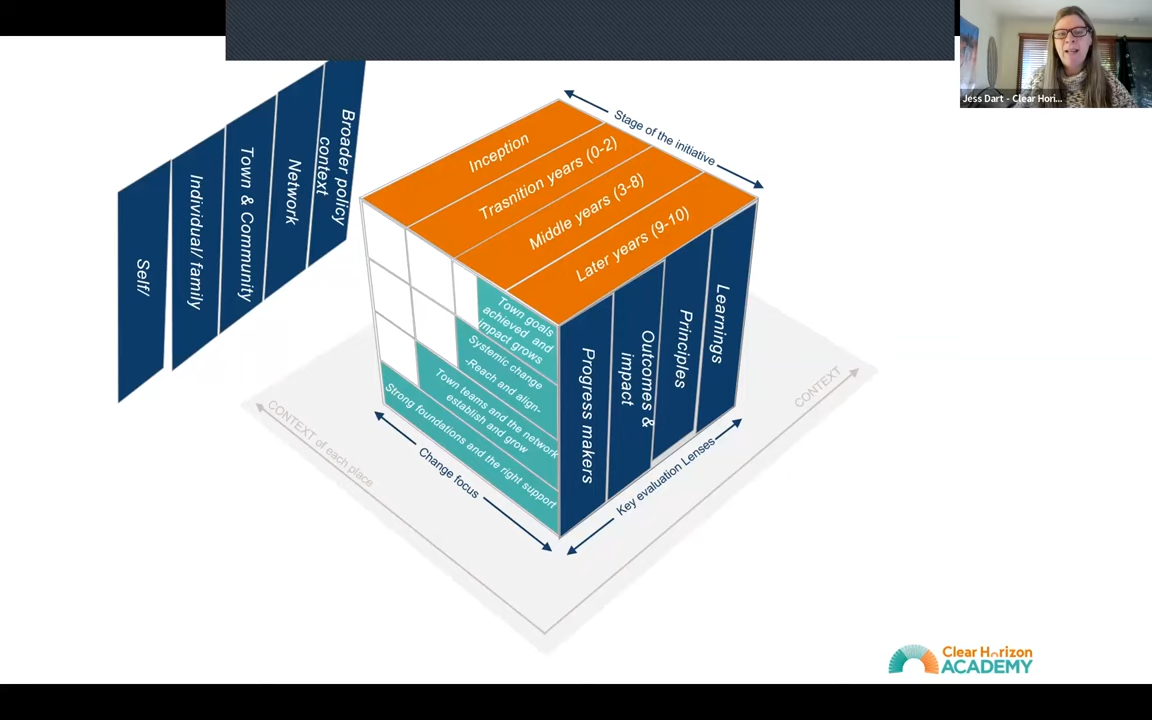 Jess Dart - Clear Hori...
Stage of the initiative
Inception
Trasnition years (0-2)
Middle years (3-8)
Later years (9-10)
Self/
Individual/ family
Town & Community
Network
Broader policy
context
Town goals
achieved and
impact grows
Systemic change
-Reach and align-
Town teams and the network
establish and grow
Strong foundations and the right support
Progress makers
Outcomes &
impact
Principles
Learnings
Change focus
Key evaluation Lenses
CONTEXT of each place
CONTEXT
Clear Horizon
ACADEMY